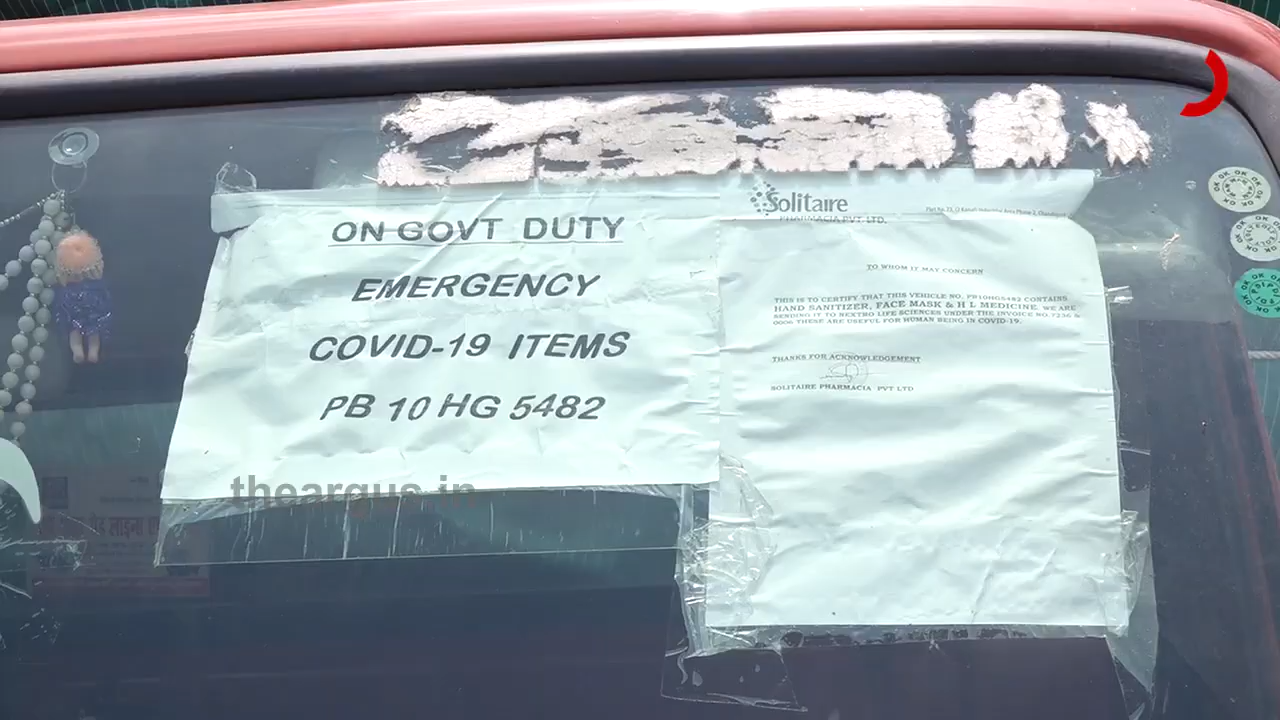 ON GOVT DUTY
EMERGENCY
COVID-19 ITEMS
PB 10 HG 5482
Solitaire
PHARMACIA PVT. LTD.
TO WHOM IT MAY CONCERN
THIS IS TO CERTIFY THAT THIS VEHICLE NO. PB10HG5482 CONTAINS
HAND SANITIZER, FACE MASK & H L MEDICINE. WE ARE
SENDING IT TO NEXTRO LIFE SCIENCES UNDER THE INVOICE NO 7236 &
0006 THESE ARE USEFUL FOR HUMAN BEING IN COVID-19.
THANKS FOR ACKNOWLEDGEMENT
SOLITAIRE PHARMACIA PVT LTD
theargus.in